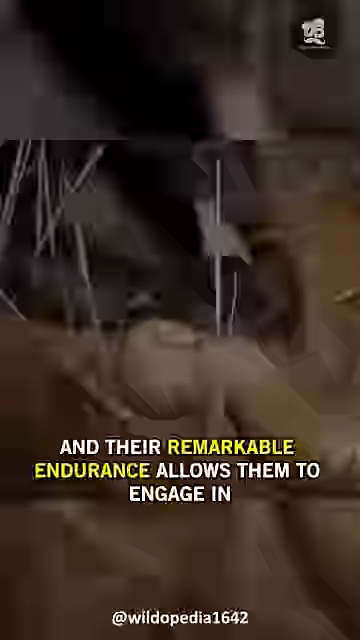 AND THEIR REMARKABLE
ENDURANCE ALLOWS THEM TO
ENGAGE IN
@wildopedia1642